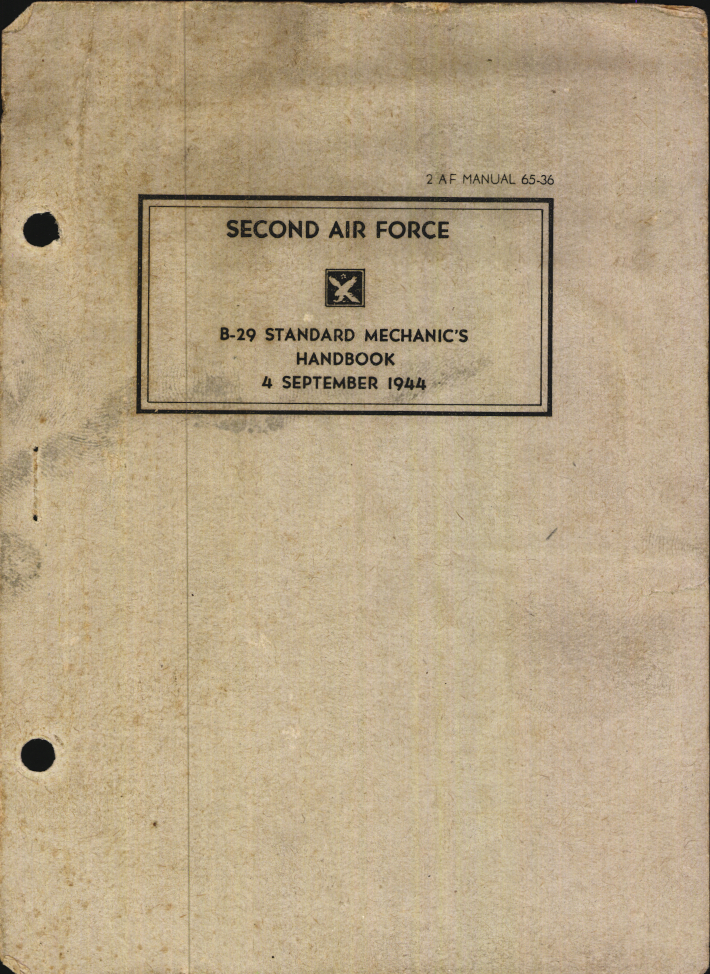 2 AF MANUAL 65-36
SECOND AIR FORCE
B-29 STANDARD MECHANIC'S
HANDBOOK
4 SEPTEMBER 1944